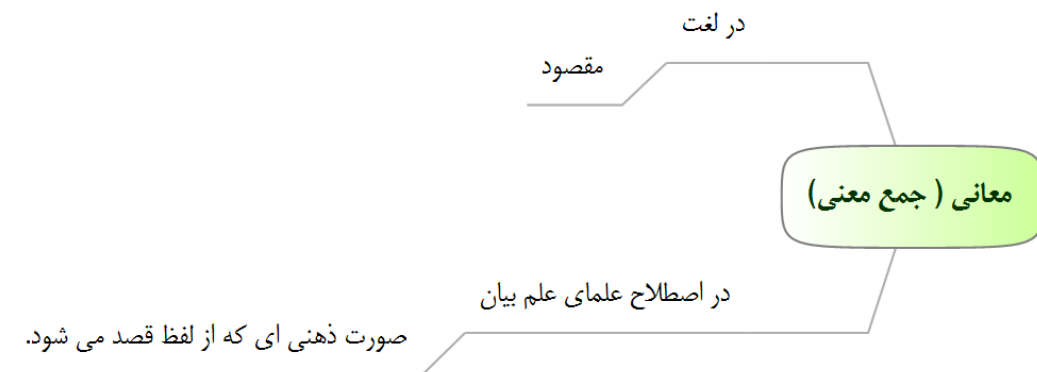 معانی ( جمع معنی)
در لغت
مقصود
در اصطلاح علمای علم بیان
صورت ذهنی ای که از لفظ قصد می شود.